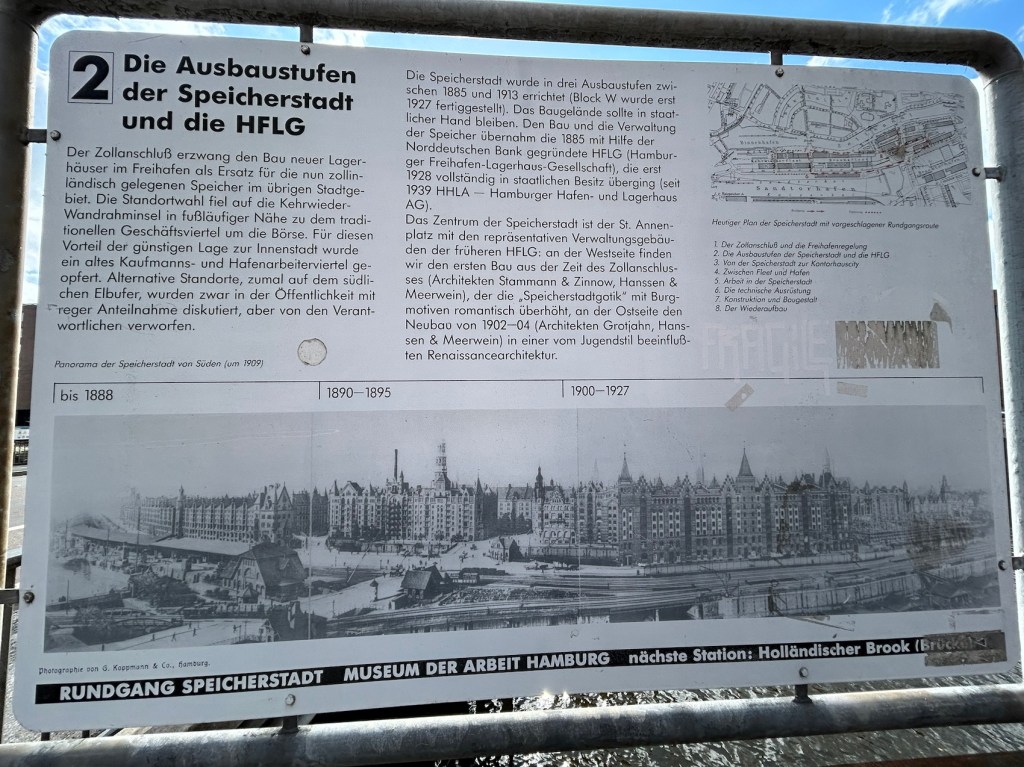 2
Die Ausbaustufen
der Speicherstadt
und die HFLG
Der Zollanschluß erzwang den Bau neuer Lager-
häuser im Freihafen als Ersatz für die nun zollin-
ländisch gelegenen Speicher im übrigen Stadtge-
biet. Die Standortwahl fiel auf die Kehrwieder-
Wandrahminsel in fußläufiger Nähe zu dem tradi-
tionellen Geschäftsviertel um die Börse. Für diesen
Vorteil der günstigen Lage zur Innenstadt wurde
ein altes Kaufmanns- und Hafenarbeiterviertel ge-
opfert. Alternative Standorte, zumal auf dem südli-
chen Elbufer, wurden zwar in der Öffentlichkeit mit
reger Anteilnahme diskutiert, aber von den Verant-
wortlichen verworfen.
Panorama der Speicherstadt von Süden (um 1909)
Die Speicherstadt wurde in drei Ausbaustufen zwi-
schen 1885 und 1913 errichtet (Block W wurde erst
1927 fertiggestellt). Das Baugelände sollte in staat-
licher Hand bleiben. Den Bau und die Verwaltung
der Speicher übernahm die 1885 mit Hilfe der
Norddeutschen Bank gegründete HFLG (Hambur-
ger Freihafen-Lagerhaus-Gesellschaft), die erst
1928 vollständig in staatlichen Besitz überging (seit
1939 HHLA — Hamburger Hafen- und Lagerhaus
AG).
Das Zentrum der Speicherstadt ist der St. Annen-
platz mit den repräsentativen Verwaltungsgebäu-
den der früheren HFLG: an der Westseite finden
wir den ersten Bau aus der Zeit des Zollanschlus-
ses (Architekten Stammann & Zinnow, Hanssen &
Meerwein), der die „Speicherstadtgotik“ mit Burg-
motiven romantisch überhöht, an der Ostseite den
Neubau von 1902—04 (Architekten Grotjahn, Hans-
sen & Meerwein) in einer vom Jugendstil beeinfluß-
ten Renaissancearchitektur.
Binnenhafen
Sandtorhafen
Heutiger Plan der Speicherstadt mit vorgeschlagener Rundgangsroute
1. Der Zollanschluß und die Freihafenregelung
2. Die Ausbaustufen der Speicherstadt und die HFLG
3. Von der Speicherstadt zur Kontorhauscity
4. Zwischen Fleet und Hafen
5. Arbeit in der Speicherstadt
6. Die technische Ausrüstung
7. Konstruktion und Baugestalt
8. Der Wiederaufbau
FRAGILE
bis 1888
1890—1895
1900—1927
Photographie von G. Koppmann & Co., Hamburg.
RUNDGANG SPEICHERSTADT MUSEUM DER ARBEIT HAMBURG nächste Station: Holländischer Brook (Brücke)